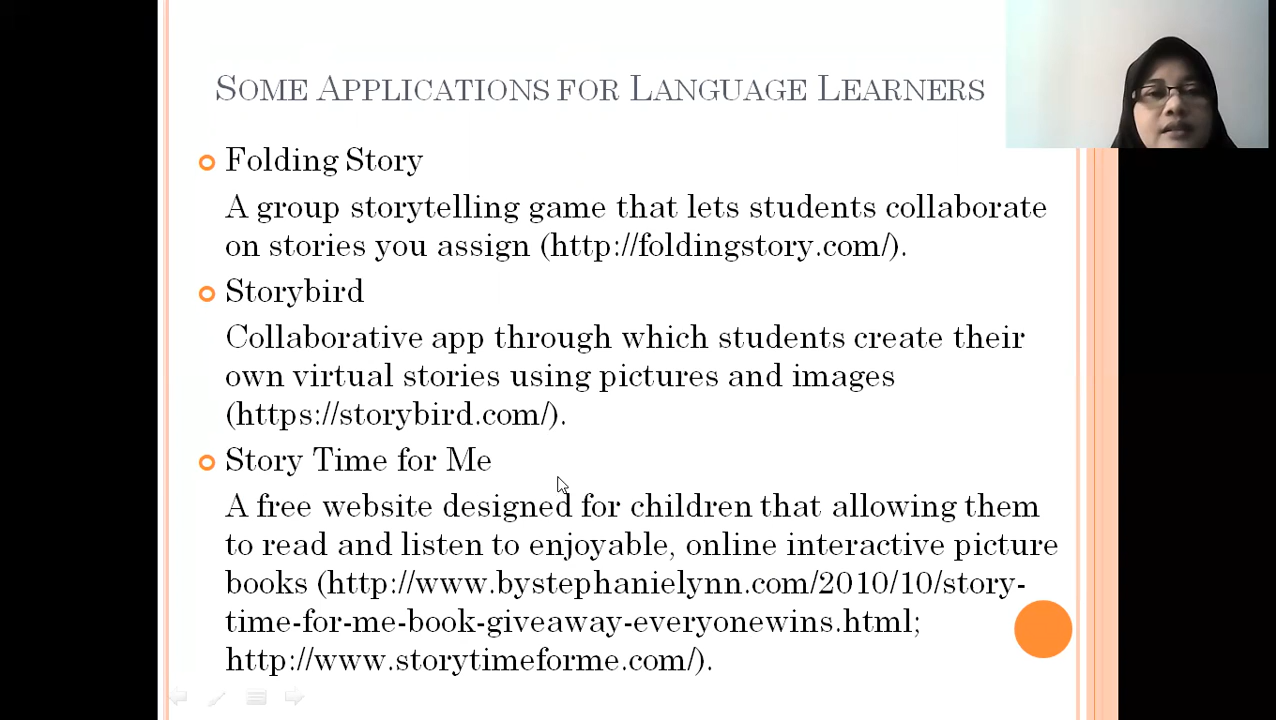 SOME APPLICATIONS FOR LANGUAGE LEARNERS
Folding Story
A group storytelling game that lets students collaborate
on stories you assign (http://foldingstory.com/).
Storybird
Collaborative app through which students create their
own virtual stories using pictures and images
(https://storybird.com/).
Story Time for Me
A free website designed for children that allowing them
to read and listen to enjoyable, online interactive picture
books (http://www.bystephanielynn.com/2010/10/story-
time-for-me-book-giveaway-everyonewins.html;
http://www.storytimeforme.com/).